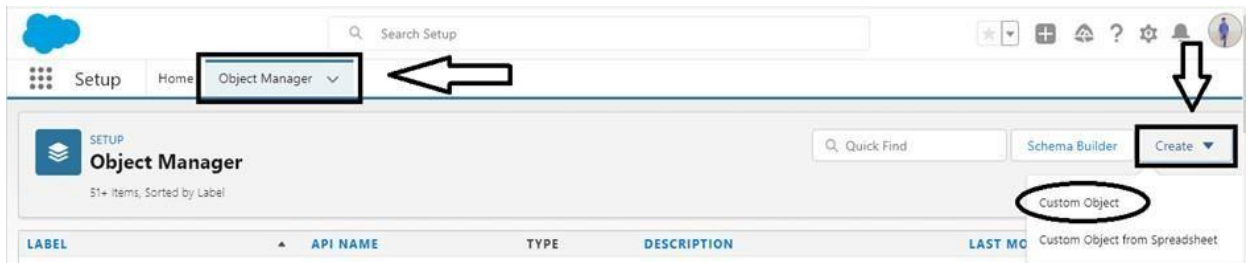 Search Setup
?
Setup Home Object Manager
SETUP
Object Manager
51+ Items, Sorted by Label
Quick Find
Schema Builder
Create
Custom Object
Custom Object from Spreadsheet
LABEL API NAME TYPE DESCRIPTION LAST MO